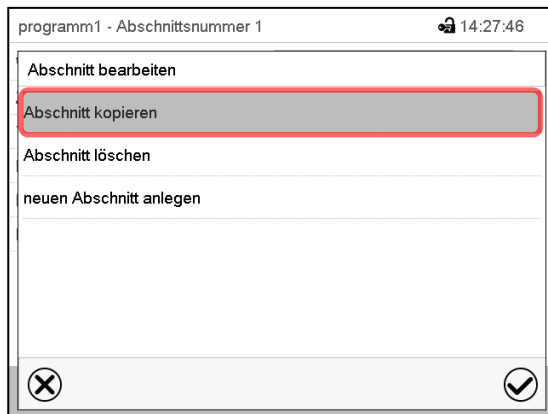 programm1 - Abschnittsnummer 1 14:27:46
Abschnitt bearbeiten
Abschnitt kopieren
Abschnitt löschen
neuen Abschnitt anlegen